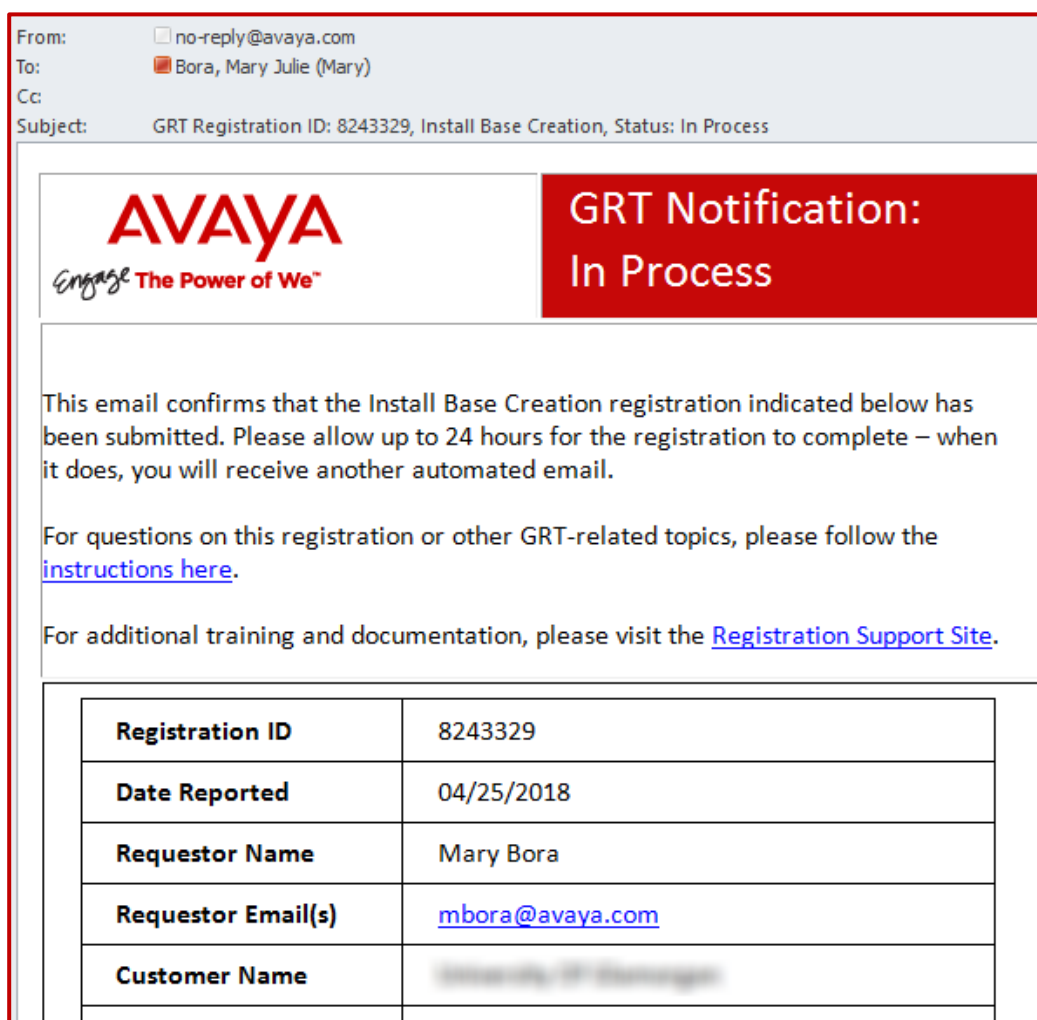 From: no-reply@avaya.com
To: Bora, Mary Julie (Mary)
Cc:
Subject: GRT Registration ID: 8243329, Install Base Creation, Status: In Process
AVAYA
Engage The Power of We™
GRT Notification:
In Process
This email confirms that the Install Base Creation registration indicated below has
been submitted. Please allow up to 24 hours for the registration to complete – when
it does, you will receive another automated email.
For questions on this registration or other GRT-related topics, please follow the
instructions here.
For additional training and documentation, please visit the Registration Support Site.
Registration ID 8243329
Date Reported 04/25/2018
Requestor Name Mary Bora
Requestor Email(s) mbora@avaya.com
Customer Name